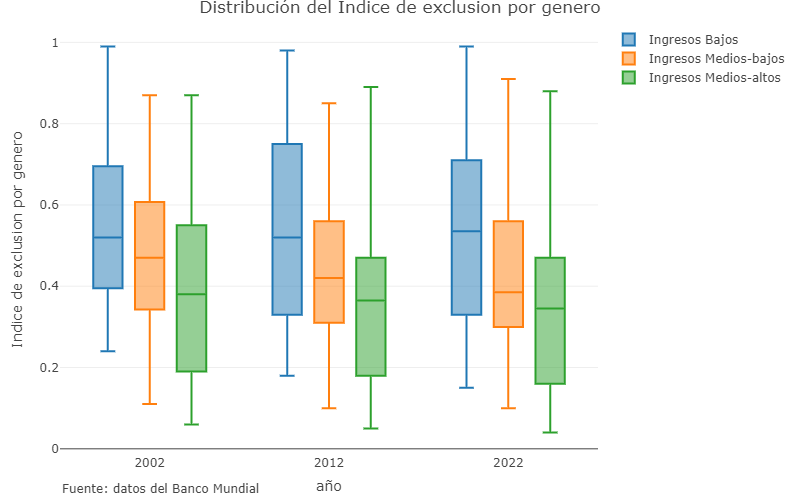 Distribución del Indice de exclusion por genero
Ingresos Bajos
Ingresos Medios-bajos
Ingresos Medios-altos
Indice de exclusion por genero
1
0.8
0.6
0.4
0.2
0
2002
2012
2022
año
Fuente: datos del Banco Mundial